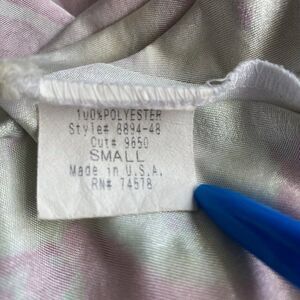 100%POLYESTER
Style# 8894-48
Cut# 9650
SMALL
Made in U.S.A.
RN# 74578